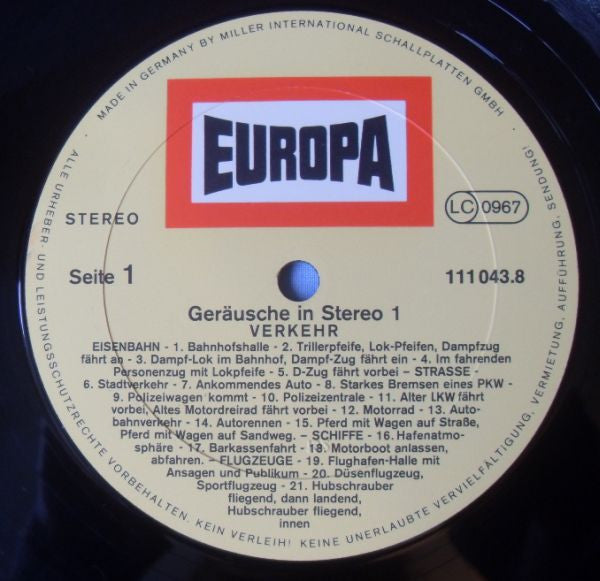 MADE IN GERMANY BY MILLER INTERNATIONAL SCHALLPLATTEN GMBH ·
EUROPA
STEREO
LC 0967
Seite 1
111 043.8
Geräusche in Stereo 1
VERKEHR
EISENBAHN - 1. Bahnhofshalle - 2. Trillerpfeife, Lok-Pfeifen, Dampfzug
fährt an - 3. Dampf-Lok im Bahnhof, Dampf-Zug fährt ein - 4. Im fahrenden
Personenzug mit Lokpfeife - 5. D-Zug fährt vorbei – STRASSE -
6. Stadtverkehr - 7. Ankommendes Auto - 8. Starkes Bremsen eines PKW -
9. Polizeiwagen kommt - 10. Polizeizentrale - 11. Alter LKW fährt
vorbei, Altes Motordreirad fährt vorbei - 12. Motorrad - 13. Auto-
bahnverkehr - 14. Autorennen - 15. Pferd mit Wagen auf Straße,
Pferd mit Wagen auf Sandweg. – SCHIFFE - 16. Hafenatmo-
sphäre - 17. Barkassenfahrt - 18. Motorboot anlassen,
abfahren. – FLUGZEUGE - 19. Flughafen-Halle mit
Ansagen und Publikum - 20. Düsenflugzeug,
Sportflugzeug - 21. Hubschrauber
fliegend, dann landend,
Hubschrauber fliegend,
innen
ALLE URHEBER- UND LEISTUNGSSCHUTZRECHTE VORBEHALTEN. KEIN VERLEIH! KEINE UNERLAUBTE VERVIELFÄLTIGUNG, VERMIETUNG, AUFFÜHRUNG, SENDUNG!